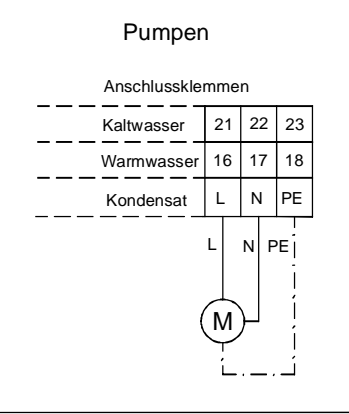 Pumpen
Anschlussklemmen
Kaltwasser 21 22 23
Warmwasser 16 17 18
Kondensat L N PE
L N PE
M